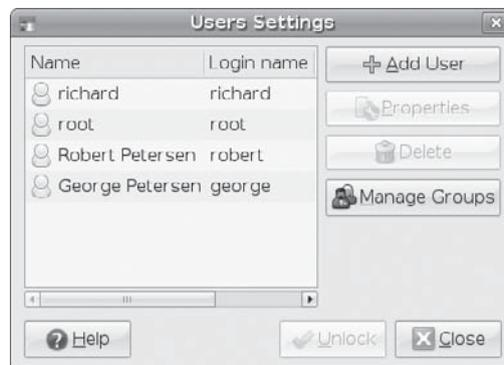 Users Settings
Name Login name
richard richard
root root
Robert Petersen robert
George Petersen george
Add User
Properties
Delete
Manage Groups
Help
Unlock
Close